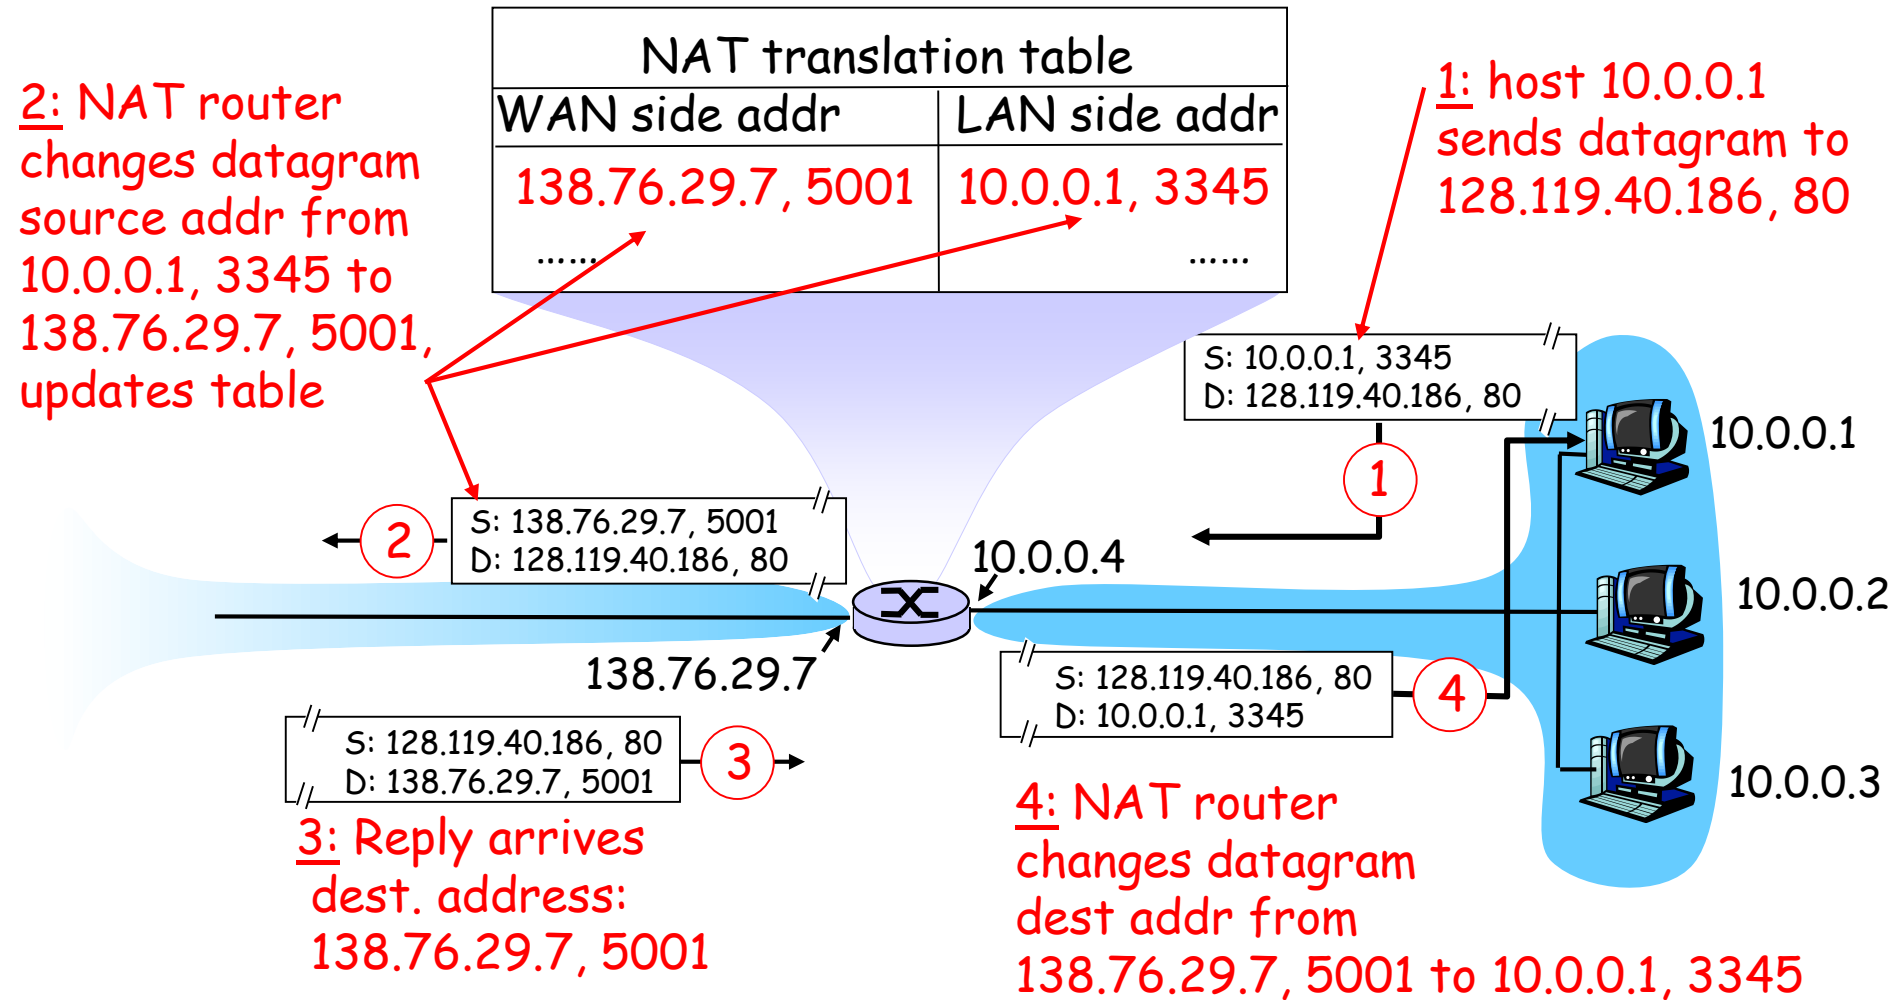 NAT translation table
WAN side addr
LAN side addr
138.76.29.7, 5001
10.0.0.1, 3345
......
......
2: NAT router
changes datagram
source addr from
10.0.0.1, 3345 to
138.76.29.7, 5001,
updates table
1: host 10.0.0.1
sends datagram to
128.119.40.186, 80
S: 10.0.0.1, 3345
D: 128.119.40.186, 80
1
10.0.0.1
S: 138.76.29.7, 5001
D: 128.119.40.186, 80
2
10.0.0.4
10.0.0.2
138.76.29.7
S: 128.119.40.186, 80
D: 10.0.0.1, 3345
4
S: 128.119.40.186, 80
D: 138.76.29.7, 5001
3
10.0.0.3
3: Reply arrives
dest. address:
138.76.29.7, 5001
4: NAT router
changes datagram
dest addr from
138.76.29.7, 5001 to 10.0.0.1, 3345